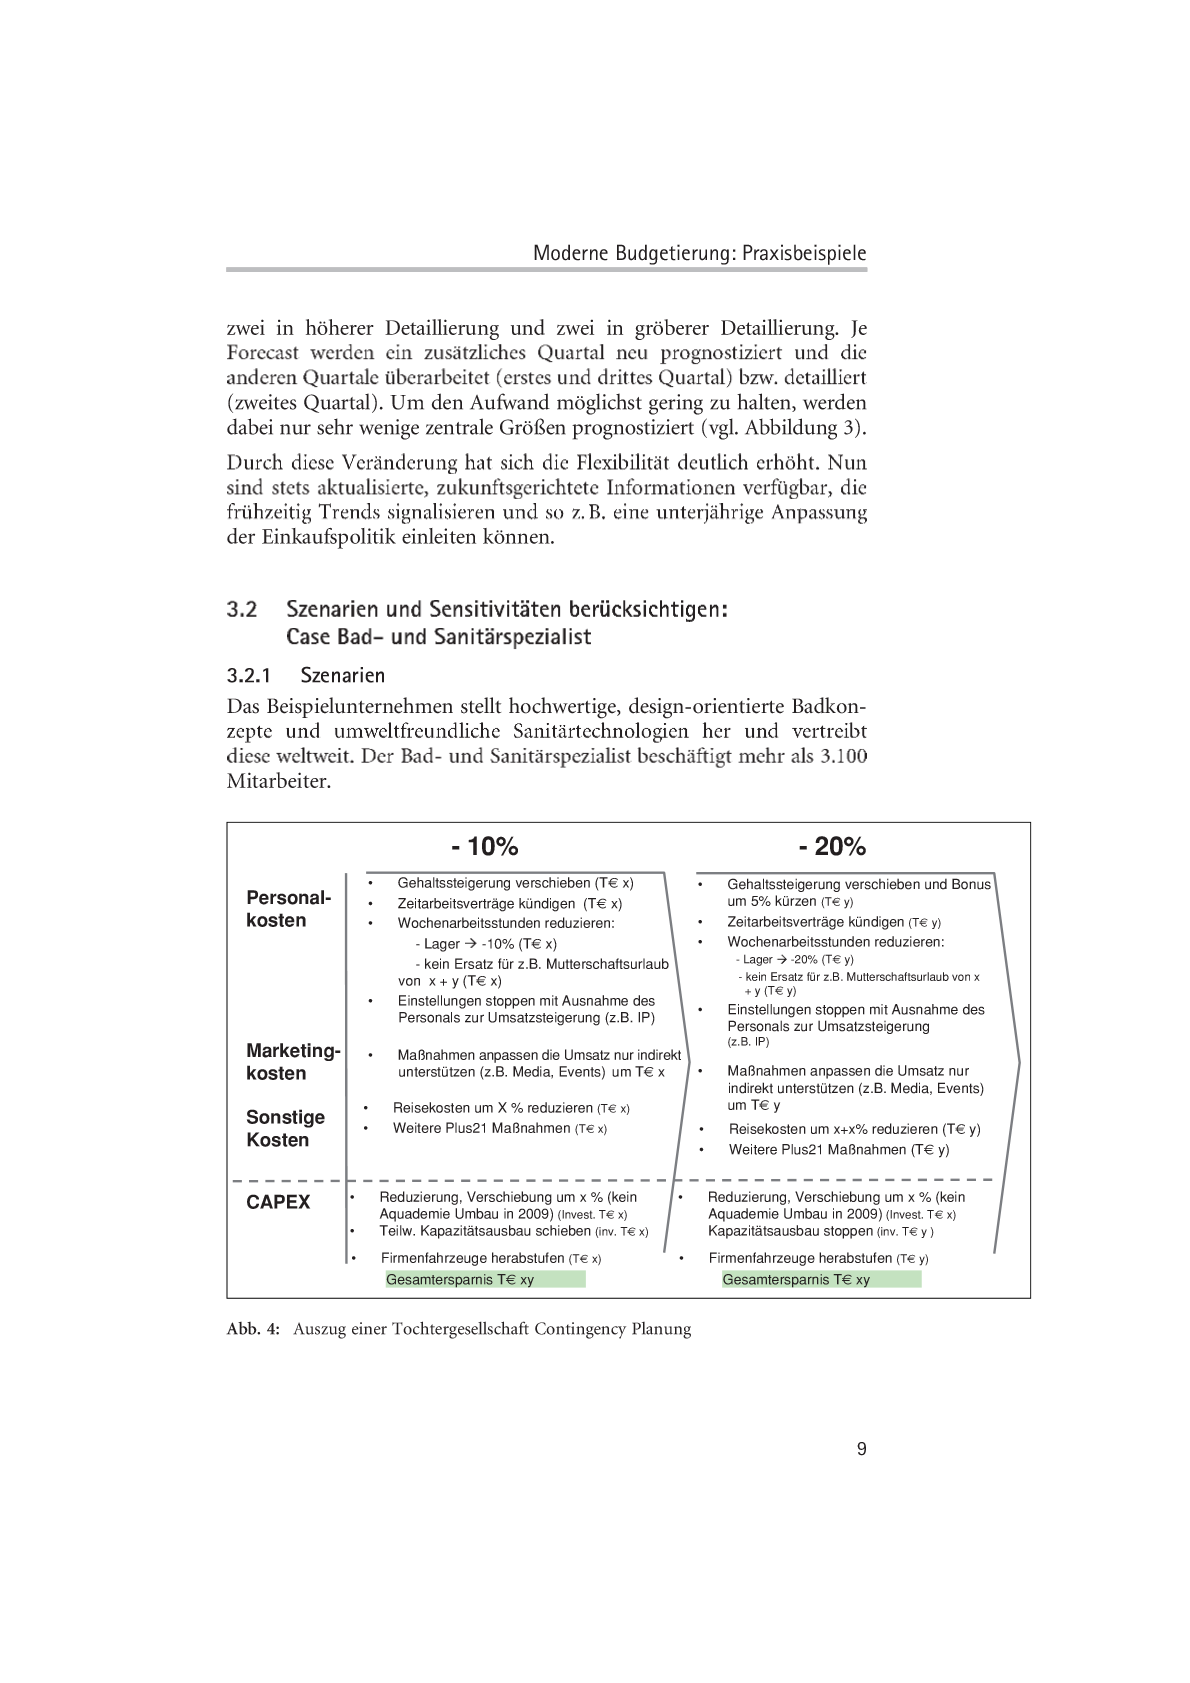 Moderne Budgetierung: Praxisbeispiele
zwei in höherer Detaillierung und zwei in gröberer Detaillierung. Je
Forecast werden ein zusätzliches Quartal neu prognostiziert und die
anderen Quartale überarbeitet (erstes und drittes Quartal) bzw. detailliert
(zweites Quartal). Um den Aufwand möglichst gering zu halten, werden
dabei nur sehr wenige zentrale Größen prognostiziert (vgl. Abbildung 3).
Durch diese Veränderung hat sich die Flexibilität deutlich erhöht. Nun
sind stets aktualisierte, zukunftsgerichtete Informationen verfügbar, die
frühzeitig Trends signalisieren und so z. B. eine unterjährige Anpassung
der Einkaufspolitik einleiten können.
3.2 Szenarien und Sensitivitäten berücksichtigen:
Case Bad- und Sanitärspezialist
3.2.1 Szenarien
Das Beispielunternehmen stellt hochwertige, design-orientierte Badkon-
zepte und umweltfreundliche Sanitärtechnologien her und vertreibt
diese weltweit. Der Bad- und Sanitärspezialist beschäftigt mehr als 3.100
Mitarbeiter.
- 10%
- 20%
Personal-
kosten
• Gehaltssteigerung verschieben (T€ x)
• Zeitarbeitsverträge kündigen (T€ x)
• Wochenarbeitsstunden reduzieren:
- Lager → -10% (T€ x)
- kein Ersatz für z.B. Mutterschaftsurlaub
von x + y (T€ x)
• Einstellungen stoppen mit Ausnahme des
Personals zur Umsatzsteigerung (z.B. IP)
• Gehaltssteigerung verschieben und Bonus
um 5% kürzen (T€ y)
• Zeitarbeitsverträge kündigen (T€ y)
• Wochenarbeitsstunden reduzieren:
- Lager → -20% (T€ y)
- kein Ersatz für z.B. Mutterschaftsurlaub von x
+ y (T€ y)
• Einstellungen stoppen mit Ausnahme des
Personals zur Umsatzsteigerung
(z.B. IP)
Marketing-
kosten
• Maßnahmen anpassen die Umsatz nur indirekt
unterstützen (z.B. Media, Events) um T€ x
• Maßnahmen anpassen die Umsatz nur
indirekt unterstützen (z.B. Media, Events)
um T€ y
Sonstige
Kosten
• Reisekosten um X % reduzieren (T€ x)
• Weitere Plus21 Maßnahmen (T€ x)
• Reisekosten um x+x% reduzieren (T€ y)
• Weitere Plus21 Maßnahmen (T€ y)
CAPEX
• Reduzierung, Verschiebung um x % (kein
Aquademie Umbau in 2009) (Invest. T€ x)
• Teilw. Kapazitätsausbau schieben (inv. T€ x)
• Firmenfahrzeuge herabstufen (T€ x)
Gesamtersparnis T€ xy
• Reduzierung, Verschiebung um x % (kein
Aquademie Umbau in 2009) (Invest. T€ x)
Kapazitätsausbau stoppen (inv. T€ y )
• Firmenfahrzeuge herabstufen (T€ y)
Gesamtersparnis T€ xy
Abb. 4: Auszug einer Tochtergesellschaft Contingency Planung
9